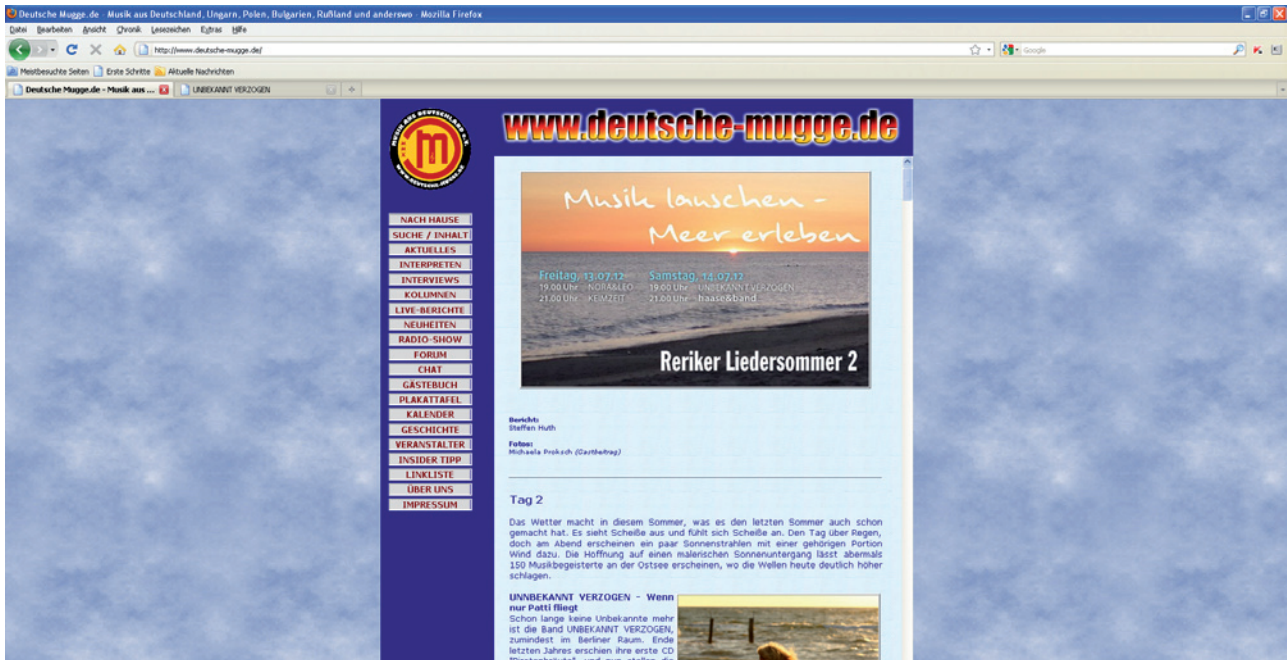 Deutsche Mugge.de - Musik aus Deutschland, Ungarn, Polen, Bulgarien, Rußland und anderswo - Mozilla Firefox
Datei Bearbeiten Ansicht Chronik Lesezeichen Extras Hilfe
http://www.deutsche-mugge.de/
Google
Meistbesuchte Seiten Erste Schritte Aktuelle Nachrichten
Deutsche Mugge.de - Musik aus ... UNBEKANNT VERZOGEN
MUSIK AUS DEUTSCHLAND E.V.
m
WWW.DEUTSCHE-MUGGE.DE
www.deutsche-mugge.de
NACH HAUSE
SUCHE / INHALT
AKTUELLES
INTERPRETEN
INTERVIEWS
KOLUMNEN
LIVE-BERICHTE
NEUHEITEN
RADIO-SHOW
FORUM
CHAT
GÄSTEBUCH
PLAKATTAFEL
KALENDER
GESCHICHTE
VERANSTALTER
INSIDER TIPP
LINKLISTE
ÜBER UNS
IMPRESSUM
Musik lauschen -
Meer erleben
Freitag, 13.07.12 Samstag, 14.07.12
19.00 Uhr NORA&LEO 19.00 Uhr UNBEKANNT VERZOGEN
21.00 Uhr KEIMZEIT 21.00 Uhr haase&band
Reriker Liedersommer 2
Bericht:
Steffen Huth
Fotos:
Michaela Proksch (Gastbeitrag)
Tag 2
Das Wetter macht in diesem Sommer, was es den letzten Sommer auch schon
gemacht hat. Es sieht Scheiße aus und fühlt sich Scheiße an. Den Tag über Regen,
doch am Abend erscheinen ein paar Sonnenstrahlen mit einer gehörigen Portion
Wind dazu. Die Hoffnung auf einen malerischen Sonnenuntergang lässt abermals
150 Musikbegeisterte an der Ostsee erscheinen, wo die Wellen heute deutlich höher
schlagen.
UNNBEKANNT VERZOGEN - Wenn
nur Patti fliegt
Schon lange keine Unbekannte mehr
ist die Band UNBEKANNT VERZOGEN,
zumindest im Berliner Raum. Ende
letzten Jahres erschien ihre erste CD